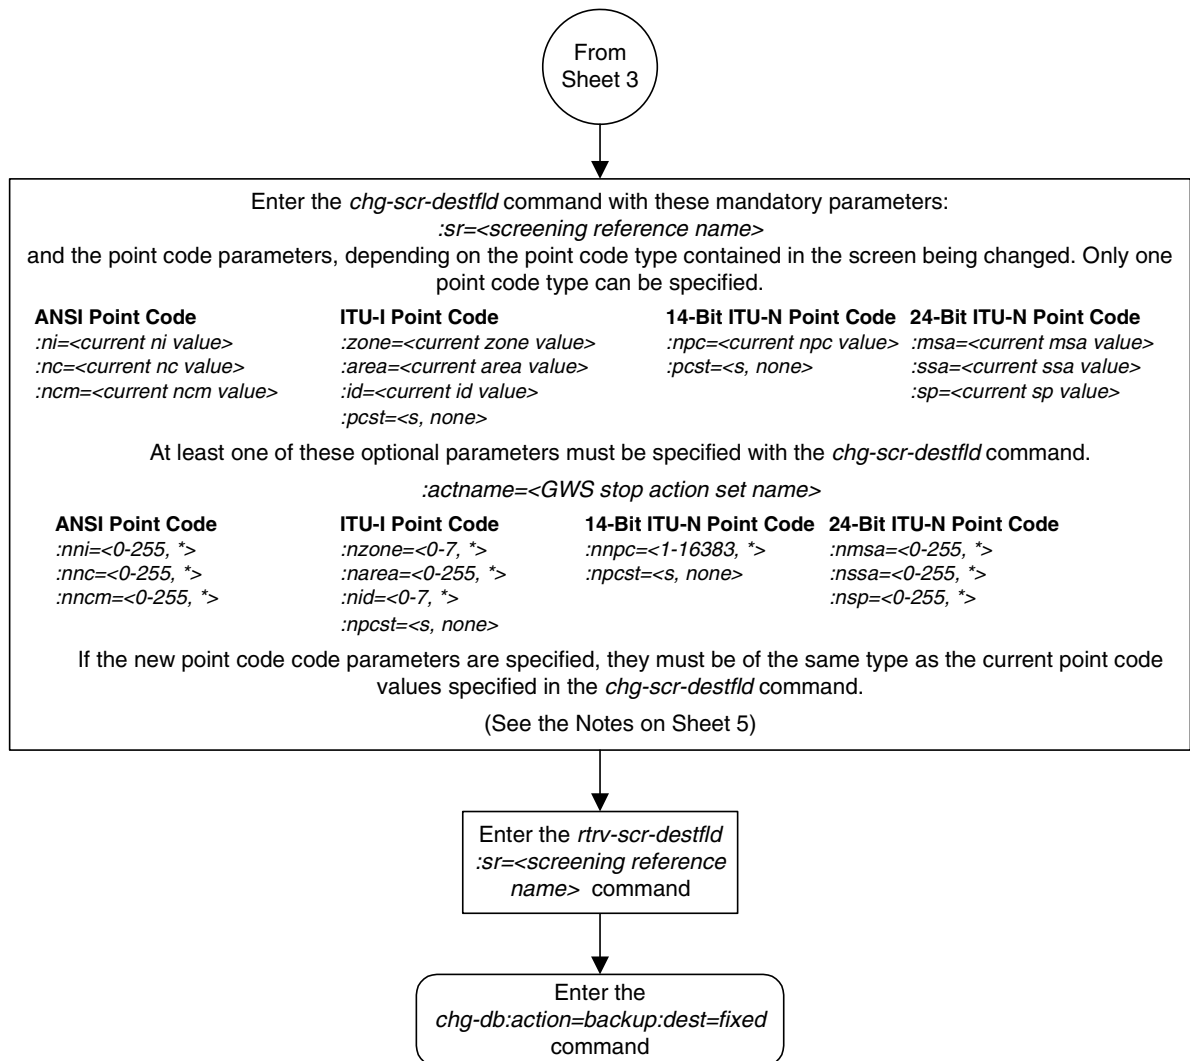 From
Sheet 3
Enter the chg-scr-destfld command with these mandatory parameters:
:sr=<screening reference name>
and the point code parameters, depending on the point code type contained in the screen being changed. Only one
point code type can be specified.
ANSI Point Code
:ni=<current ni value>
:nc=<current nc value>
:ncm=<current ncm value>
ITU-I Point Code
:zone=<current zone value>
:area=<current area value>
:id=<current id value>
:pcst=<s, none>
14-Bit ITU-N Point Code
:npc=<current npc value>
:pcst=<s, none>
24-Bit ITU-N Point Code
:msa=<current msa value>
:ssa=<current ssa value>
:sp=<current sp value>
At least one of these optional parameters must be specified with the chg-scr-destfld command.
:actname=<GWS stop action set name>
ANSI Point Code
:nni=<0-255, *>
:nnc=<0-255, *>
:nncm=<0-255, *>
ITU-I Point Code
:nzone=<0-7, *>
:narea=<0-255, *>
:nid=<0-7, *>
:npcst=<s, none>
14-Bit ITU-N Point Code
:nnpc=<1-16383, *>
:npcst=<s, none>
24-Bit ITU-N Point Code
:nmsa=<0-255, *>
:nssa=<0-255, *>
:nsp=<0-255, *>
If the new point code code parameters are specified, they must be of the same type as the current point code
values specified in the chg-scr-destfld command.
(See the Notes on Sheet 5)
Enter the rtrv-scr-destfld
:sr=<screening reference
name> command
Enter the
chg-db:action=backup:dest=fixed
command